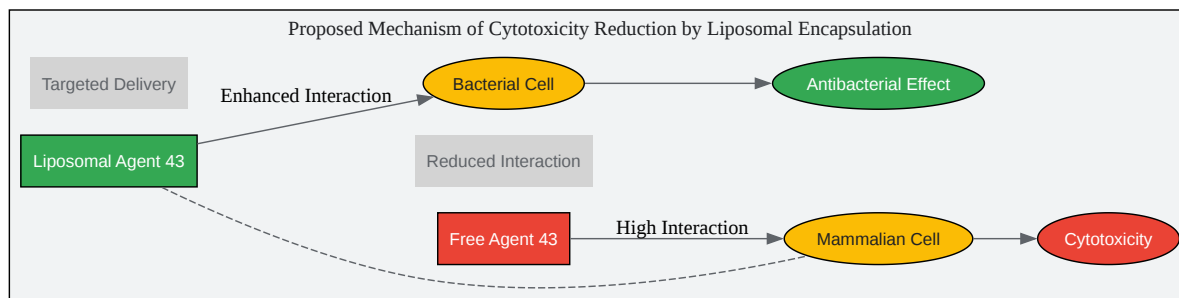 Proposed Mechanism of Cytotoxicity Reduction by Liposomal Encapsulation
Targeted Delivery
Enhanced Interaction
Bacterial Cell
Antibacterial Effect
Liposomal Agent 43
Reduced Interaction
Free Agent 43
High Interaction
Mammalian Cell
Cytotoxicity